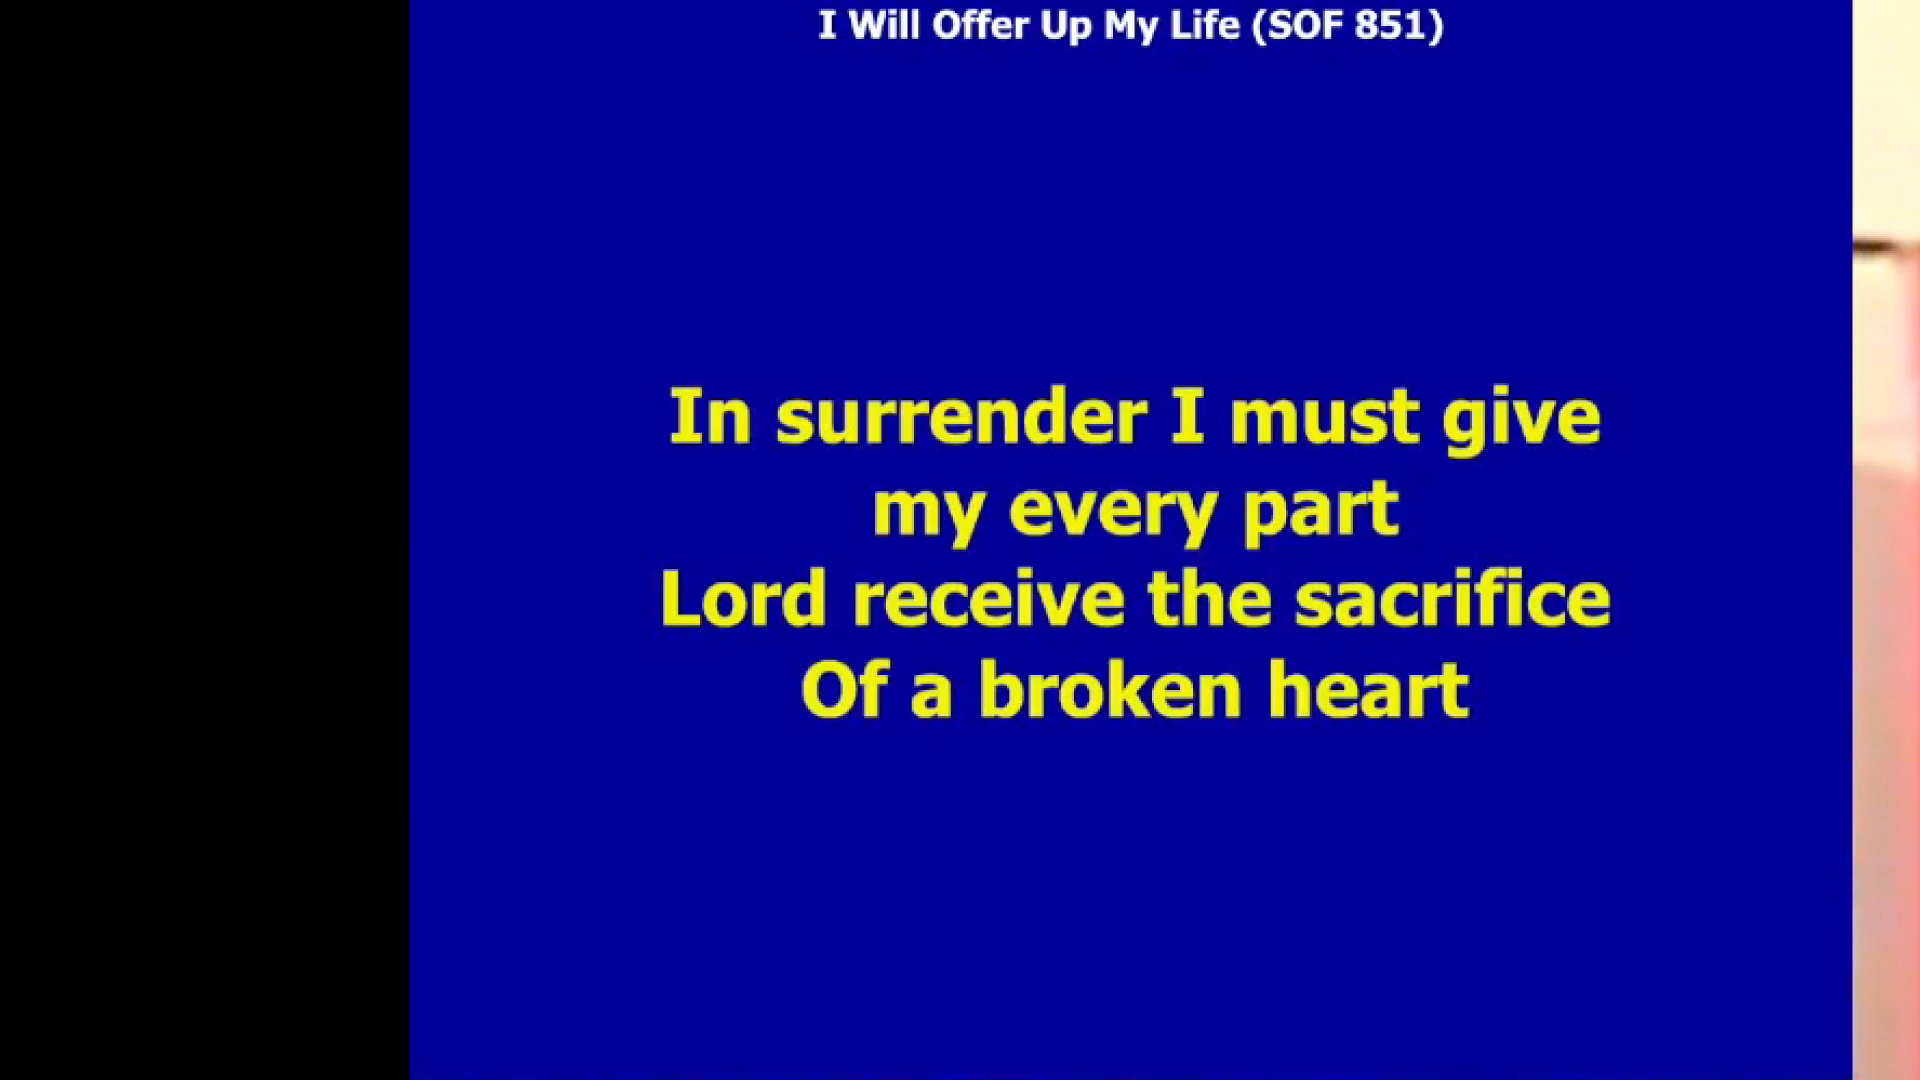 I Will Offer Up My Life (SOF 851)
In surrender I must give
my every part
Lord receive the sacrifice
Of a broken heart